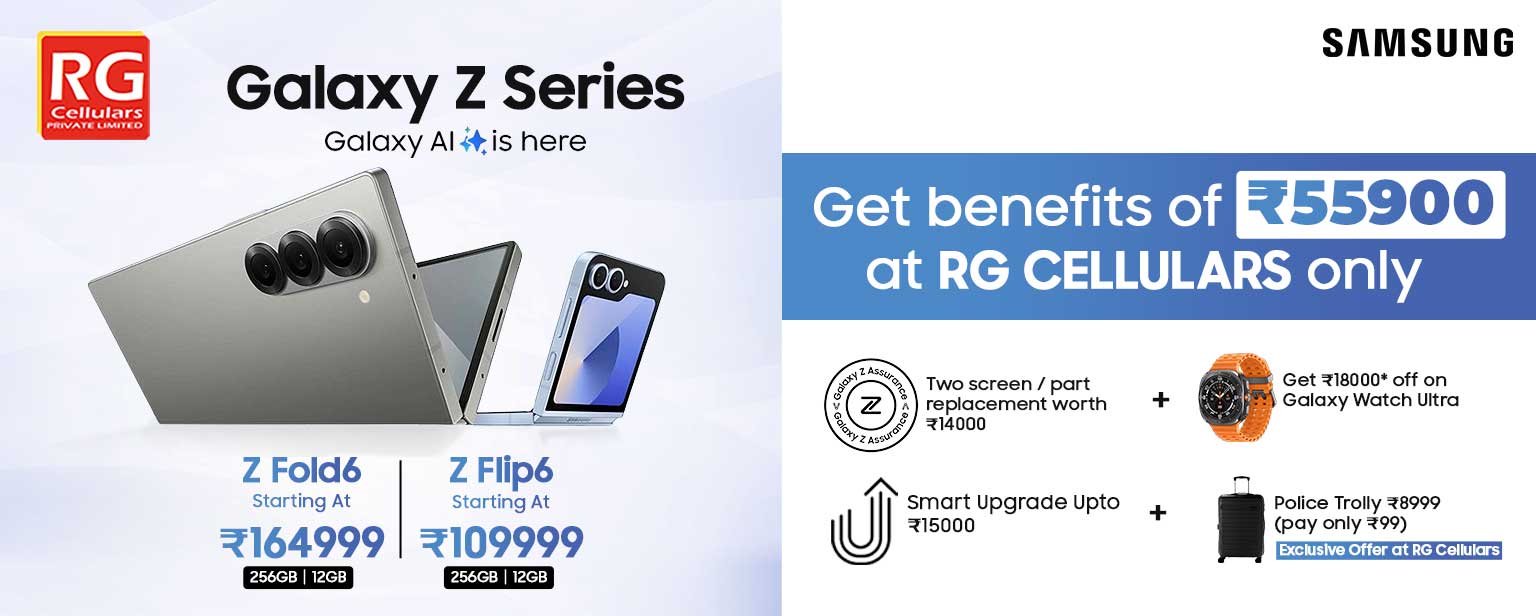 RG
Cellulars
PRIVATE LIMITED
Galaxy Z Series
Galaxy AI is here
Z Fold6
Starting At
₹164999
256GB | 12GB
Z Flip6
Starting At
₹109999
256GB | 12GB
SAMSUNG
Get benefits of ₹55900
at RG CELLULARS only
Galaxy Z Assurance
Z
Galaxy Z Assurance
Two screen / part
replacement worth
₹14000
+
Get ₹18000* off on
Galaxy Watch Ultra
Smart Upgrade Upto
₹15000
+
Police Trolly ₹8999
(pay only ₹99)
Exclusive Offer at RG Cellulars